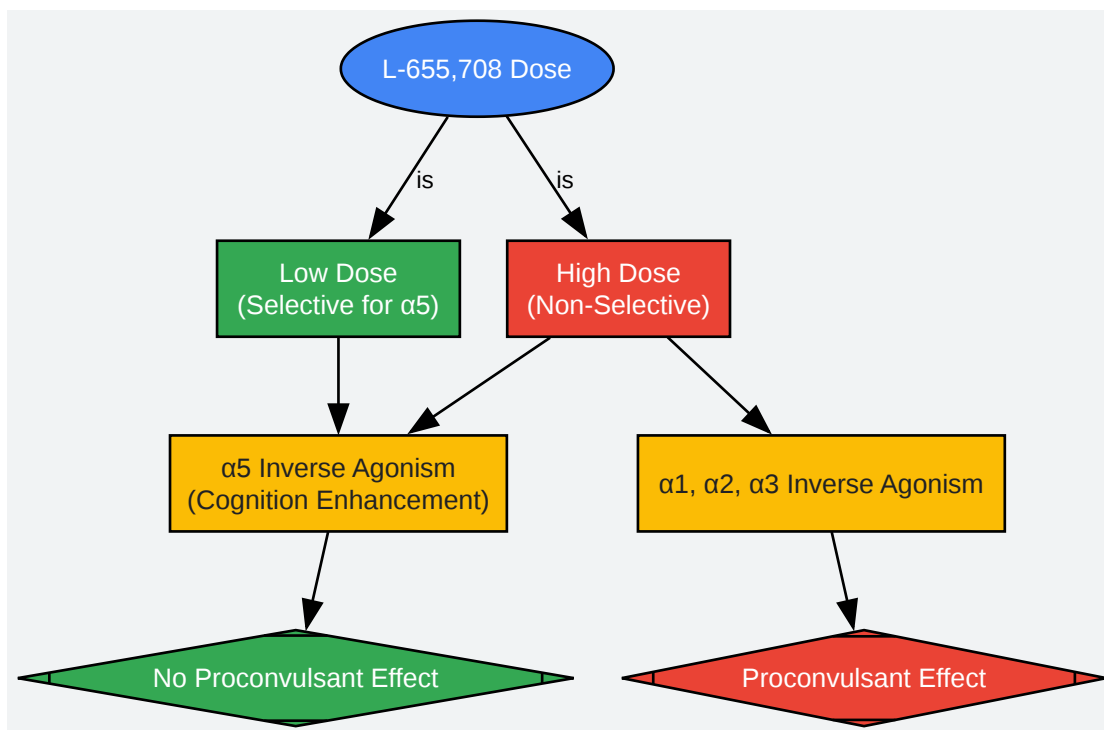 L-655,708 Dose
is
is
Low Dose
(Selective for α5)
High Dose
(Non-Selective)
α5 Inverse Agonism
(Cognition Enhancement)
α1, α2, α3 Inverse Agonism
No Proconvulsant Effect
Proconvulsant Effect